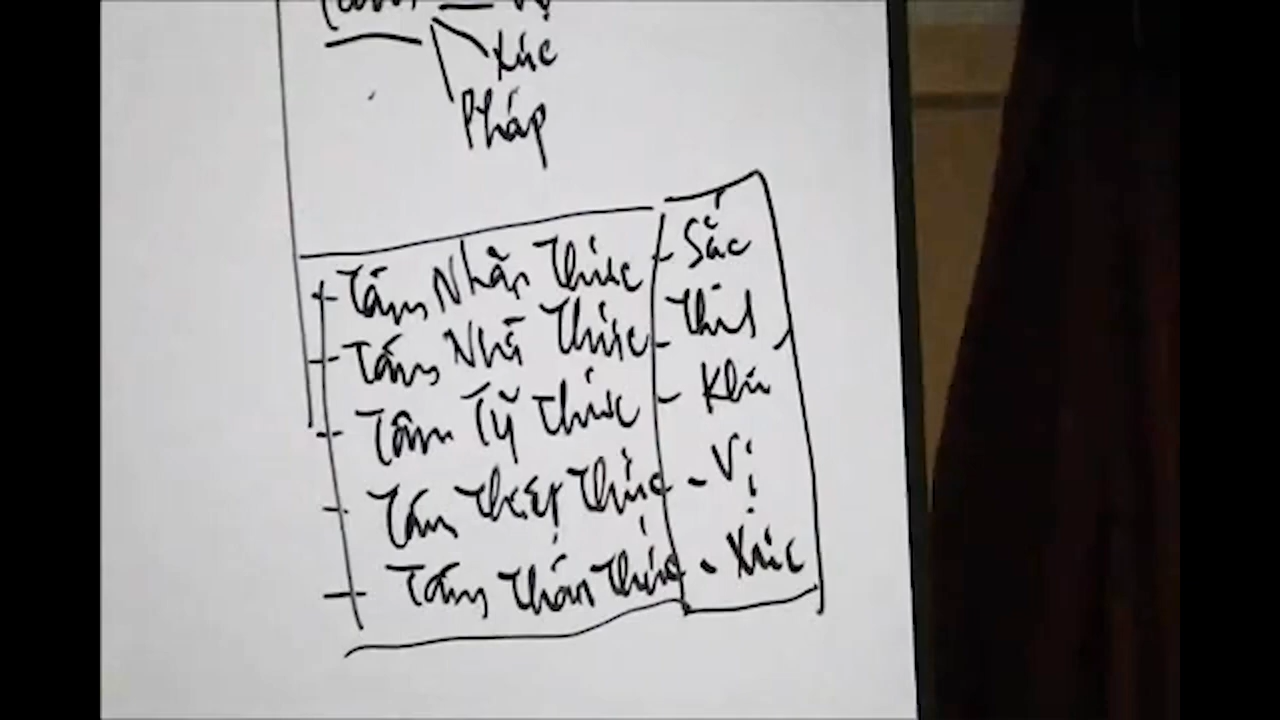 Vị
Xúc
Pháp
Tâm Nhãn Thức - Sắc
Tâm Nhĩ Thức - Thinh
Tâm Tỷ Thức - Khí
Tâm Thiệt Thức - Vị
Tâm Thân Thức - Xúc